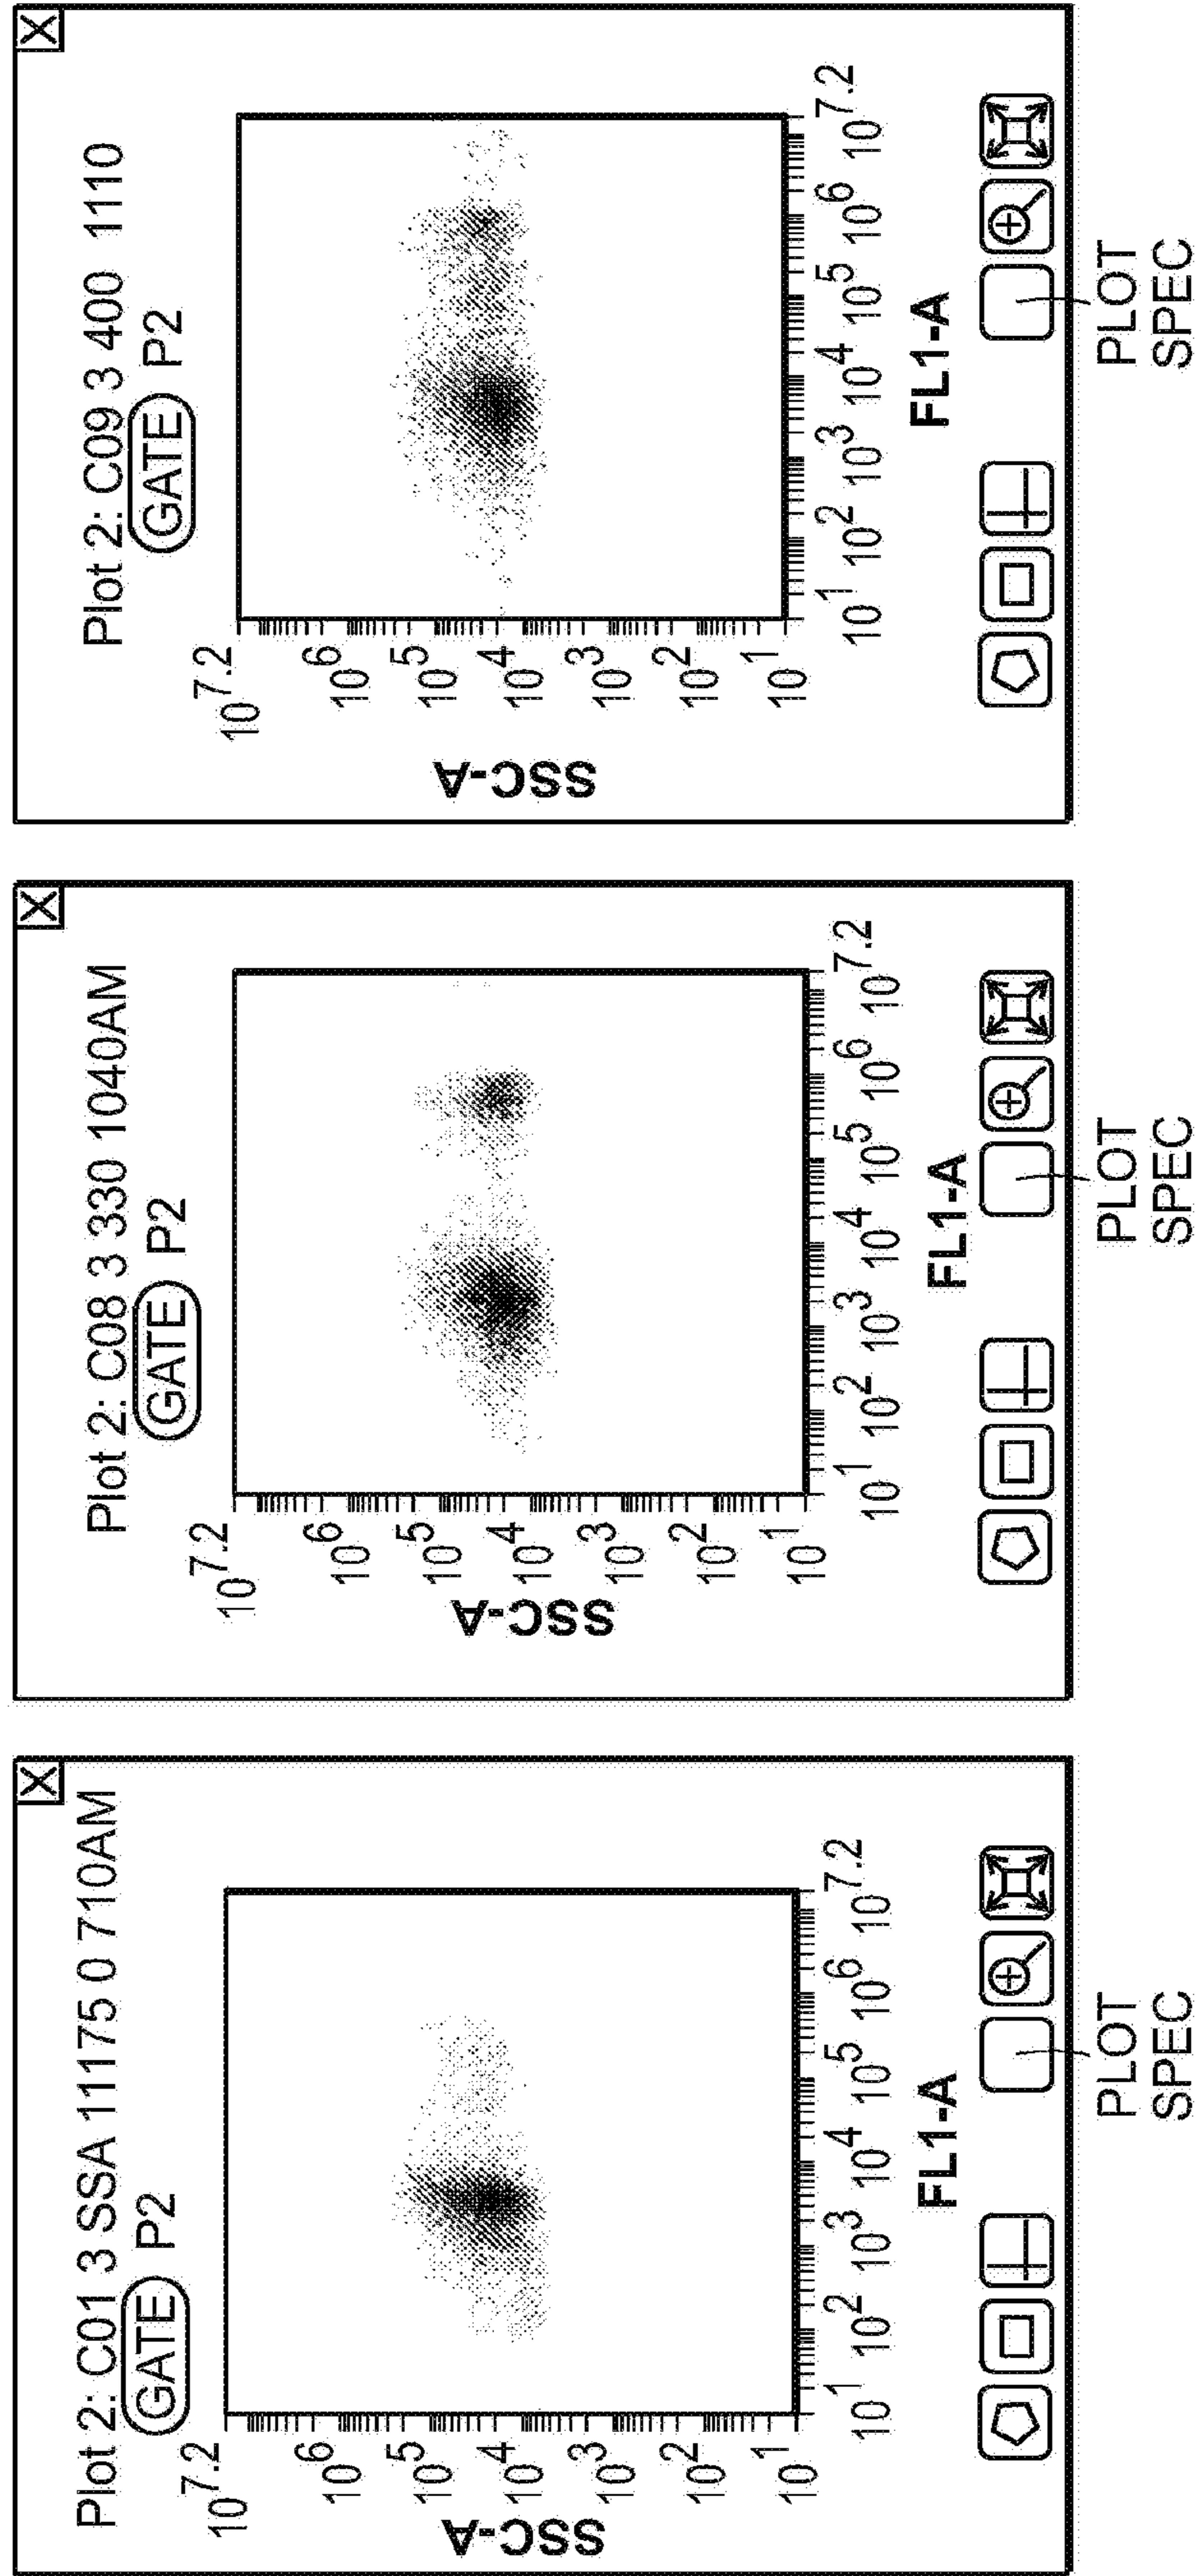 Plot 2: C01 3 SSA 11175 0 710AM
GATE P2
SSC-A
10^7.2
10^6
10^5
10^4
10^3
10^2
10^1
10^1 10^2 10^3 10^4 10^5 10^6 10^7.2
FL1-A
PLOT
SPEC
X
Plot 2: C08 3 330 1040AM
GATE P2
SSC-A
10^7.2
10^6
10^5
10^4
10^3
10^2
10^1
10^1 10^2 10^3 10^4 10^5 10^6 10^7.2
FL1-A
PLOT
SPEC
X
Plot 2: C09 3 400 1110
GATE P2
SSC-A
10^7.2
10^6
10^5
10^4
10^3
10^2
10^1
10^1 10^2 10^3 10^4 10^5 10^6 10^7.2
FL1-A
PLOT
SPEC
X